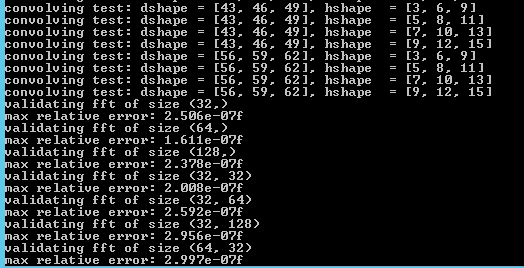 convolving test: dshape = [43, 46, 49], hshape  = [3, 6, 9]
convolving test: dshape = [43, 46, 49], hshape  = [5, 8, 11]
convolving test: dshape = [43, 46, 49], hshape  = [7, 10, 13]
convolving test: dshape = [43, 46, 49], hshape  = [9, 12, 15]
convolving test: dshape = [56, 59, 62], hshape  = [3, 6, 9]
convolving test: dshape = [56, 59, 62], hshape  = [5, 8, 11]
convolving test: dshape = [56, 59, 62], hshape  = [7, 10, 13]
convolving test: dshape = [56, 59, 62], hshape  = [9, 12, 15]
validating fft of size (32,)
max relative error: 2.506e-07f
validating fft of size (64,)
max relative error: 1.611e-07f
validating fft of size (128,)
max relative error: 2.378e-07f
validating fft of size (32, 32)
max relative error: 2.008e-07f
validating fft of size (32, 64)
max relative error: 2.592e-07f
validating fft of size (32, 128)
max relative error: 2.956e-07f
validating fft of size (64, 32)
max relative error: 2.997e-07f